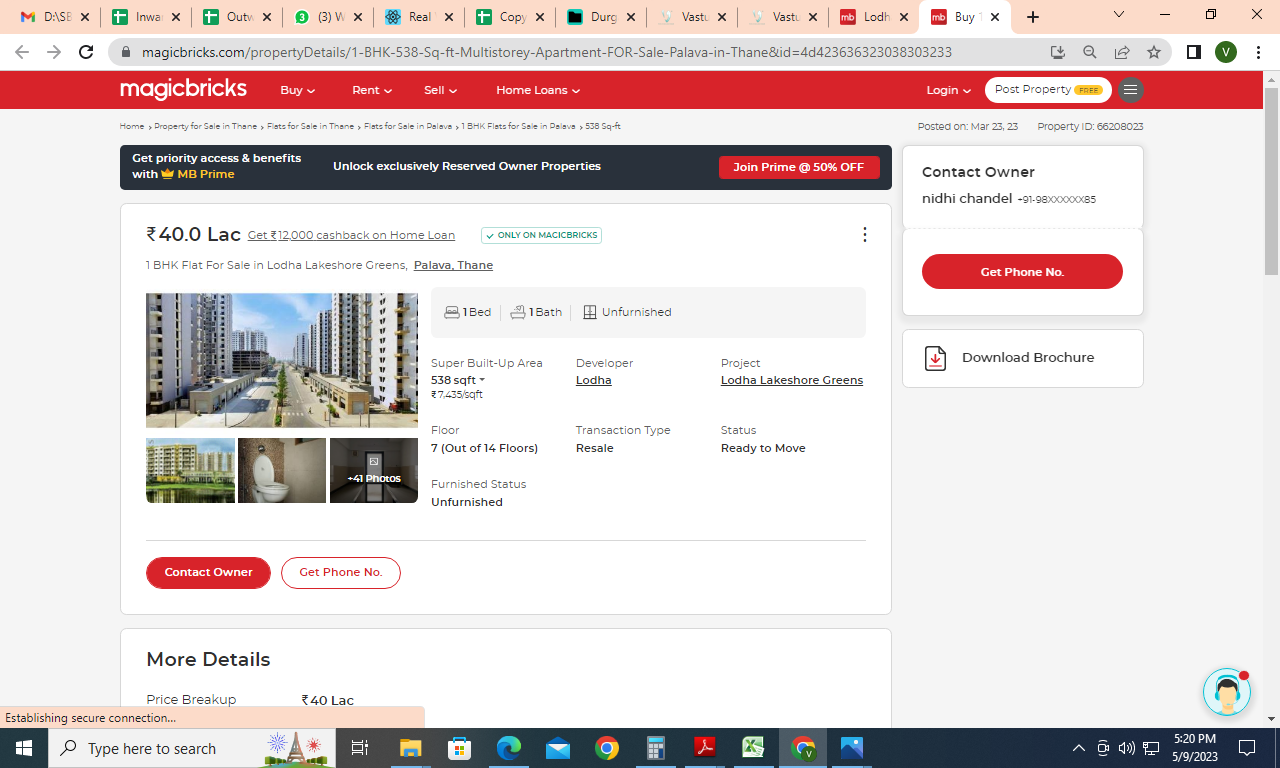 D:\SB
Inwa
Outw
(3) W
Real
Copy
Durg
Vastu
Vastu
Lodh
Buy 1
magicbricks.com/propertyDetails/1-BHK-538-Sq-ft-Multistorey-Apartment-FOR-Sale-Palava-in-Thane&id=4d423636323038303233
V
magicbricks
Buy
Rent
Sell
Home Loans
Login
Post Property FREE
Home › Property for Sale in Thane › Flats for Sale in Thane › Flats for Sale in Palava › 1 BHK Flats for Sale in Palava › 538 Sq-ft
Posted on: Mar 23, 23 Property ID: 66208023
Get priority access & benefits
with MB Prime
Unlock exclusively Reserved Owner Properties
Join Prime @ 50% OFF
Contact Owner
nidhi chandel +91-98XXXXXX85
Get Phone No.
Download Brochure
₹40.0 Lac Get ₹12,000 cashback on Home Loan ONLY ON MAGICBRICKS
1 BHK Flat For Sale in Lodha Lakeshore Greens, Palava, Thane
1 Bed 1 Bath Unfurnished
Super Built-Up Area Developer Project
538 sqft Lodha Lodha Lakeshore Greens
₹7,435/sqft
Floor Transaction Type Status
7 (Out of 14 Floors) Resale Ready to Move
+41 Photos
Furnished Status
Unfurnished
Contact Owner Get Phone No.
More Details
Price Breakup ₹40 Lac
Establishing secure connection...
Type here to search
5:20 PM
5/9/2023